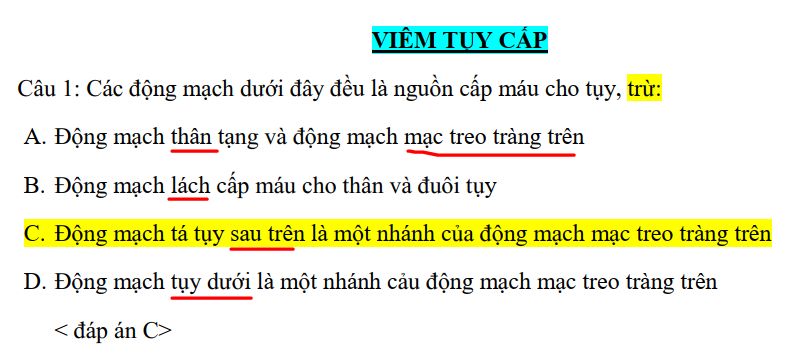 VIÊM TỤY CẤP
Câu 1: Các động mạch dưới đây đều là nguồn cấp máu cho tụy, trừ:
A. Động mạch thân tạng và động mạch mạc treo tràng trên
B. Động mạch lách cấp máu cho thân và đuôi tụy
C. Động mạch tá tụy sau trên là một nhánh của động mạch mạc treo tràng trên
D. Động mạch tụy dưới là một nhánh cảu động mạch mạc treo tràng trên
< đáp án C>